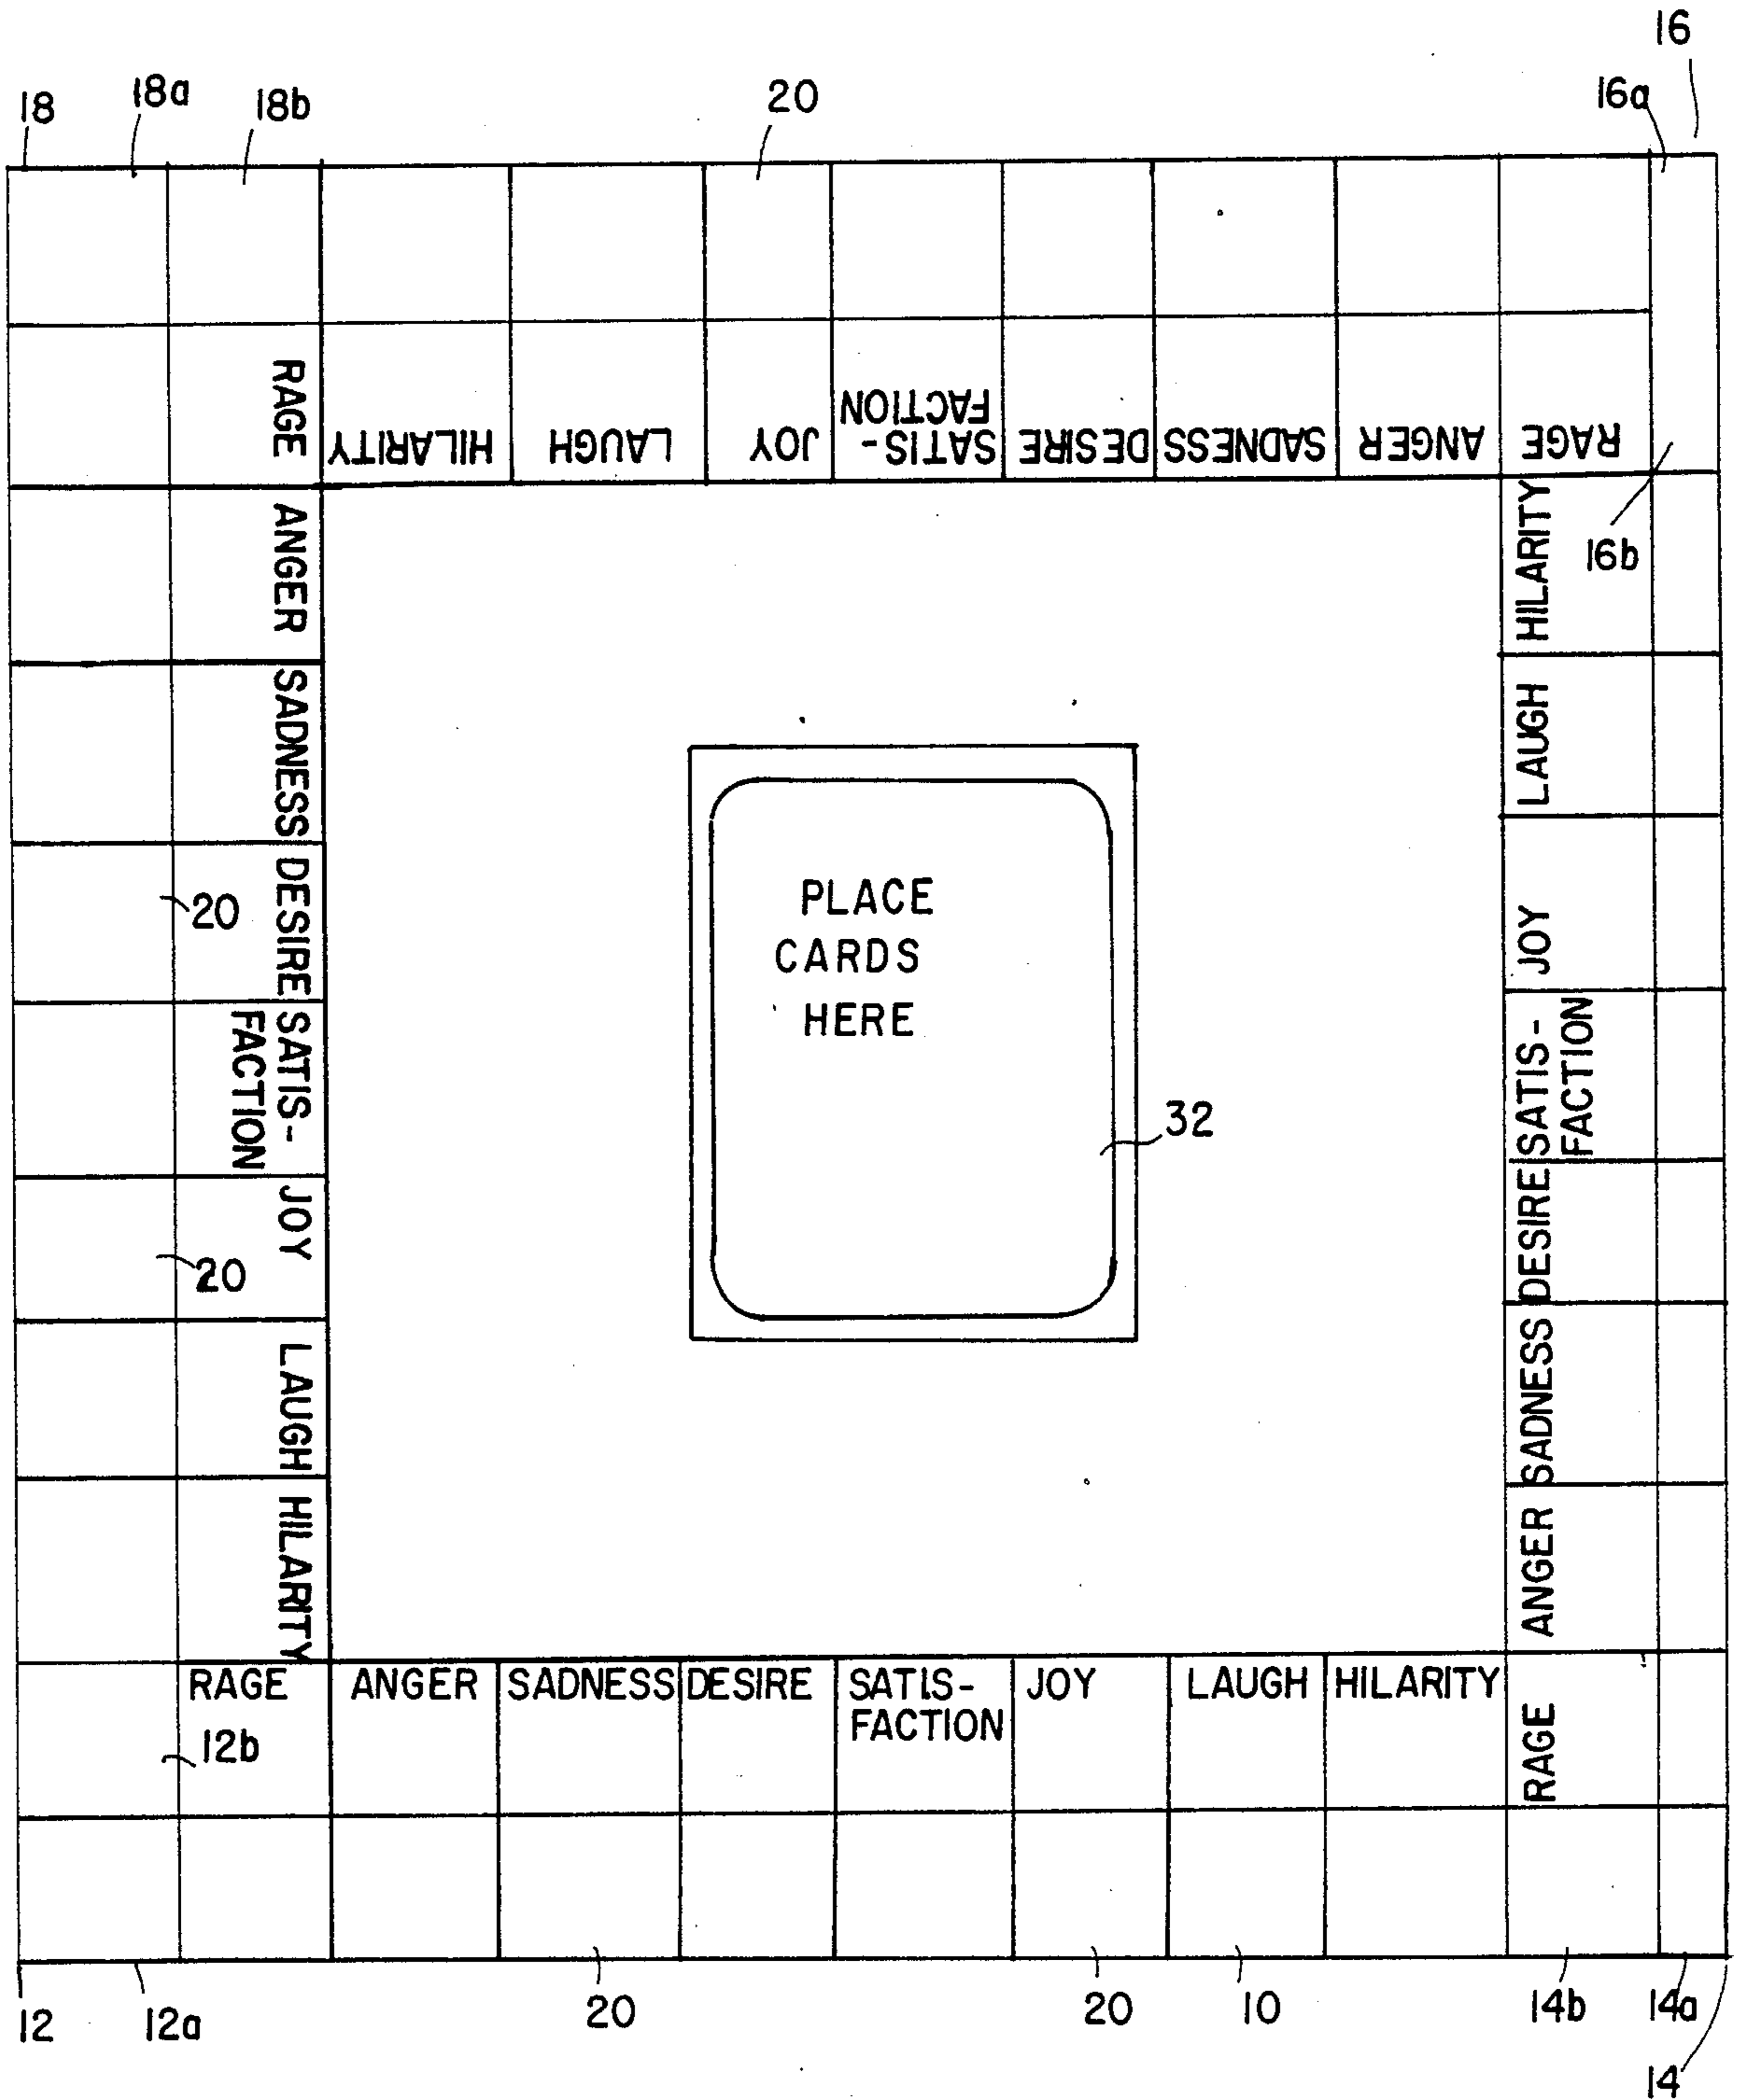 16
18 18a 18b 20 16a
RAGE
HILARITY
LAUGH
JOY
SATIS-
FACTION
DESIRE
SADNESS
ANGER
RAGE
16b
ANGER
SADNESS
DESIRE
SATIS-
FACTION
JOY
LAUGH
HILARITY
20
20
PLACE
CARDS
HERE
32
HILARITY
LAUGH
JOY
SATIS-
FACTION
DESIRE
SADNESS
ANGER
RAGE
RAGE ANGER SADNESS DESIRE SATIS-
FACTION JOY LAUGH HILARITY
12b
12 12a 20 20 10 14b 14a
14